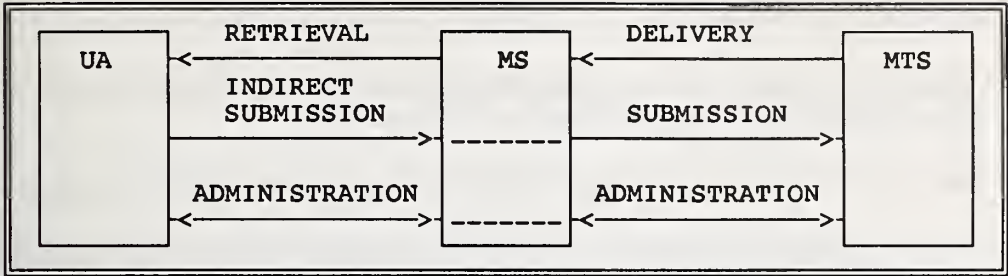 RETRIEVAL DELIVERY
UA MS MTS
INDIRECT
SUBMISSION SUBMISSION
ADMINISTRATION ADMINISTRATION